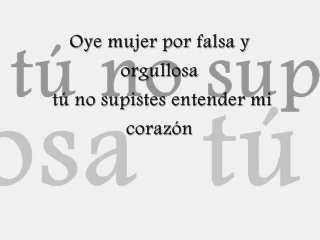 Oye mujer por falsa y
orgullosa
tú no supistes entender mi
corazón
tú no sup
osa tú